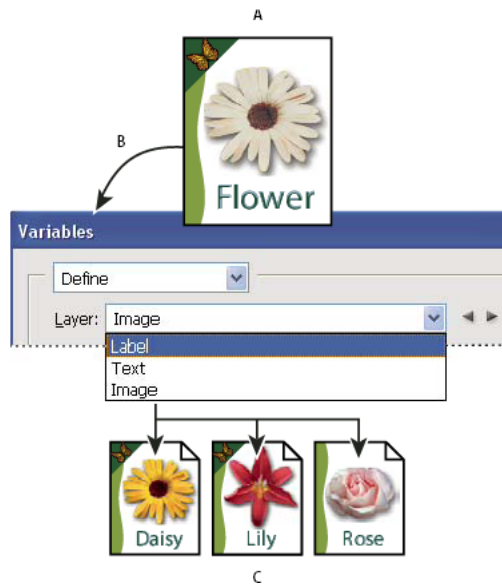 A
Flower
B
Variables
Define
Layer: Image
Label
Text
Image
Daisy Lily Rose
C